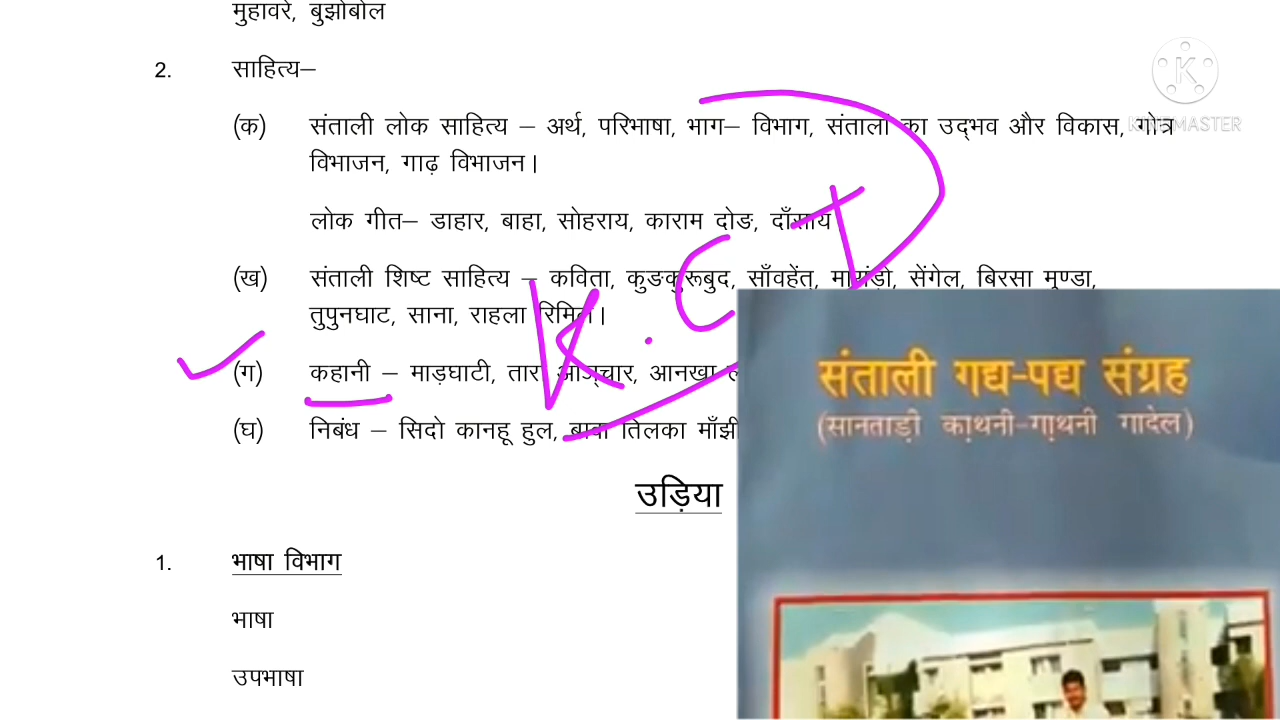 मुहावरे, बुझोबोल
2. साहित्य–
(क) संताली लोक साहित्य – अर्थ, परिभाषा, भाग– विभाग, संताली का उद्भव और विकास, गोत्र
विभाजन, गाढ़ विभाजन।
लोक गीत– डाहार, बाहा, सोहराय, काराम दोङ, दाँसाय
(ख) संताली शिष्ट साहित्य – कविता, कुङकुरूबुद, साँवहेंत्, सेंगेल, बिरसा मुण्डा,
तुपुनघाट, साना, राहला रिमिल।
(ग) कहानी – माड़घाटी, आनखा
(घ) निबंध – सिदो कानहू हुल, बाबा तिलका माँझी
उड़िया
1. भाषा विभाग
भाषा
उपभाषा
K.C
संताली गद्य-पद्य संग्रह
(सानताड़ी का़थनी-गा़थनी गादेल)
K
KINEMASTER